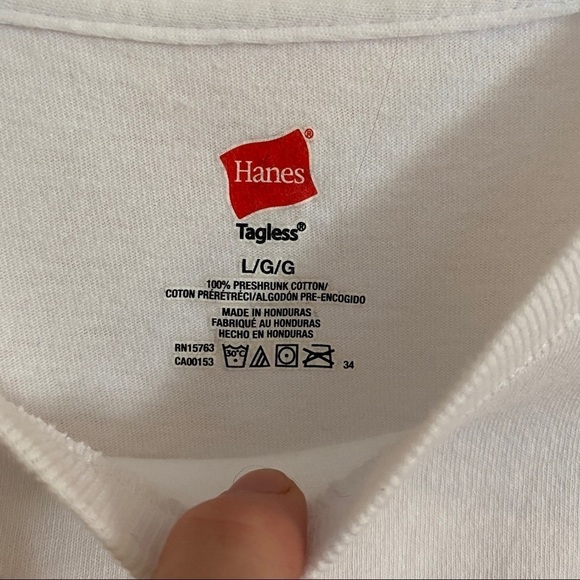 Hanes®
Tagless®
L/G/G
100% PRESHRUNK COTTON/
COTON PRÉRÉTRÉCI/ALGODÓN PRE-ENCOGIDO
MADE IN HONDURAS
FABRIQUÉ AU HONDURAS
HECHO EN HONDURAS
RN15763
CA00153 30°C 34